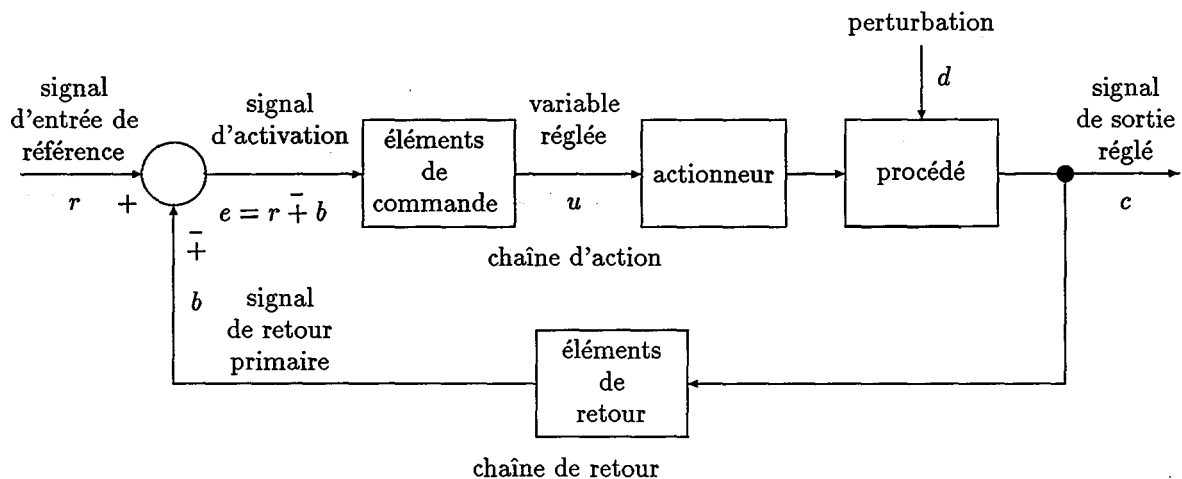 perturbation
d
signal
d'entrée de
référence
r
+
signal
d'activation
e = r ∓ b
éléments
de
commande
variable
réglée
u
actionneur
procédé
signal
de sortie
réglé
c
chaîne d'action
∓
b
signal
de retour
primaire
éléments
de
retour
chaîne de retour